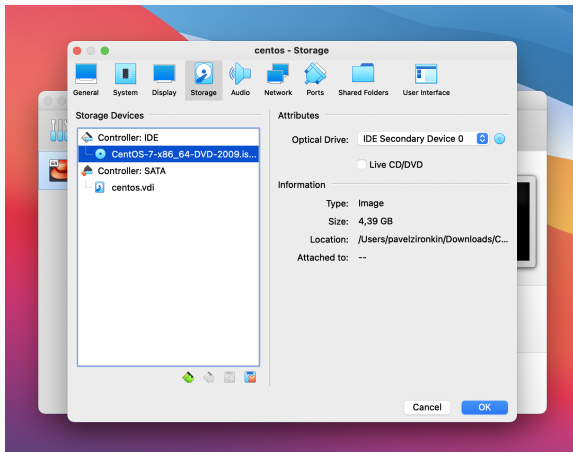 centos - Storage
General System Display Storage Audio Network Ports Shared Folders User Interface
Storage Devices
Controller: IDE
CentOS-7-x86_64-DVD-2009.is...
Controller: SATA
centos.vdi
Attributes
Optical Drive: IDE Secondary Device 0
Live CD/DVD
Information
Type: Image
Size: 4,39 GB
Location: /Users/pavelzironkin/Downloads/C...
Attached to: --
Cancel OK
64